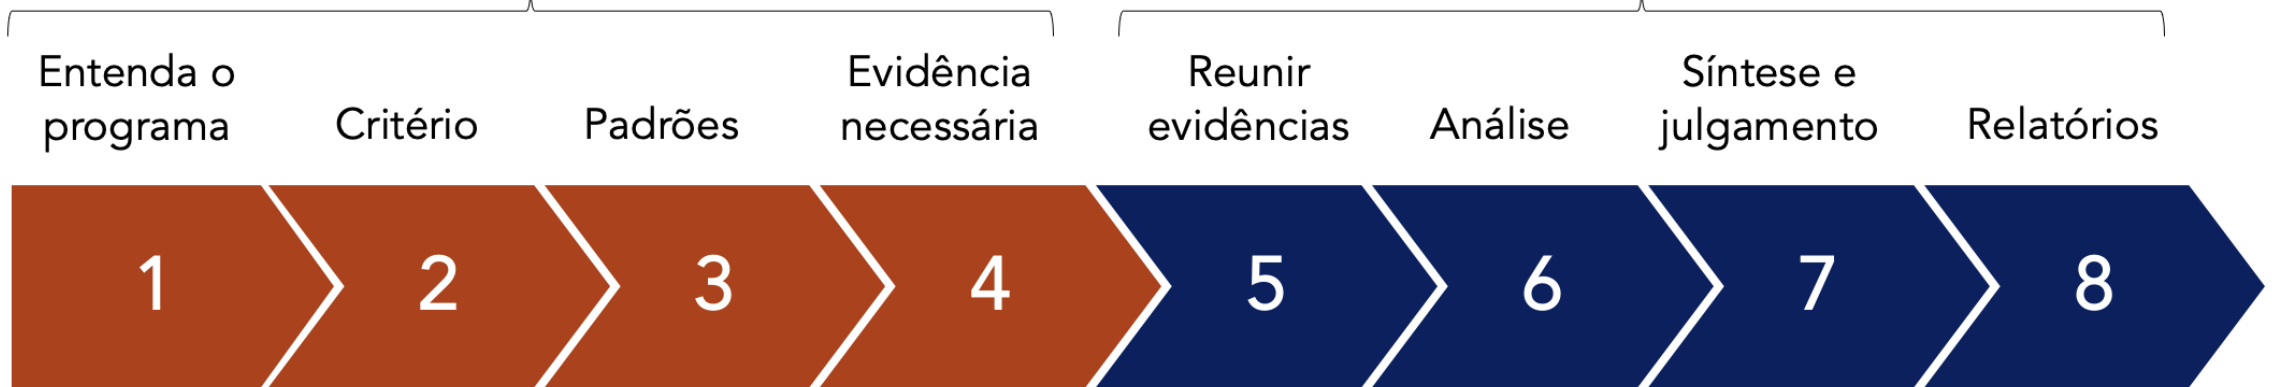 Entenda o
programa
Critério
Padrões
Evidência
necessária
Reunir
evidências
Análise
Síntese e
julgamento
Relatórios
1
2
3
4
5
6
7
8